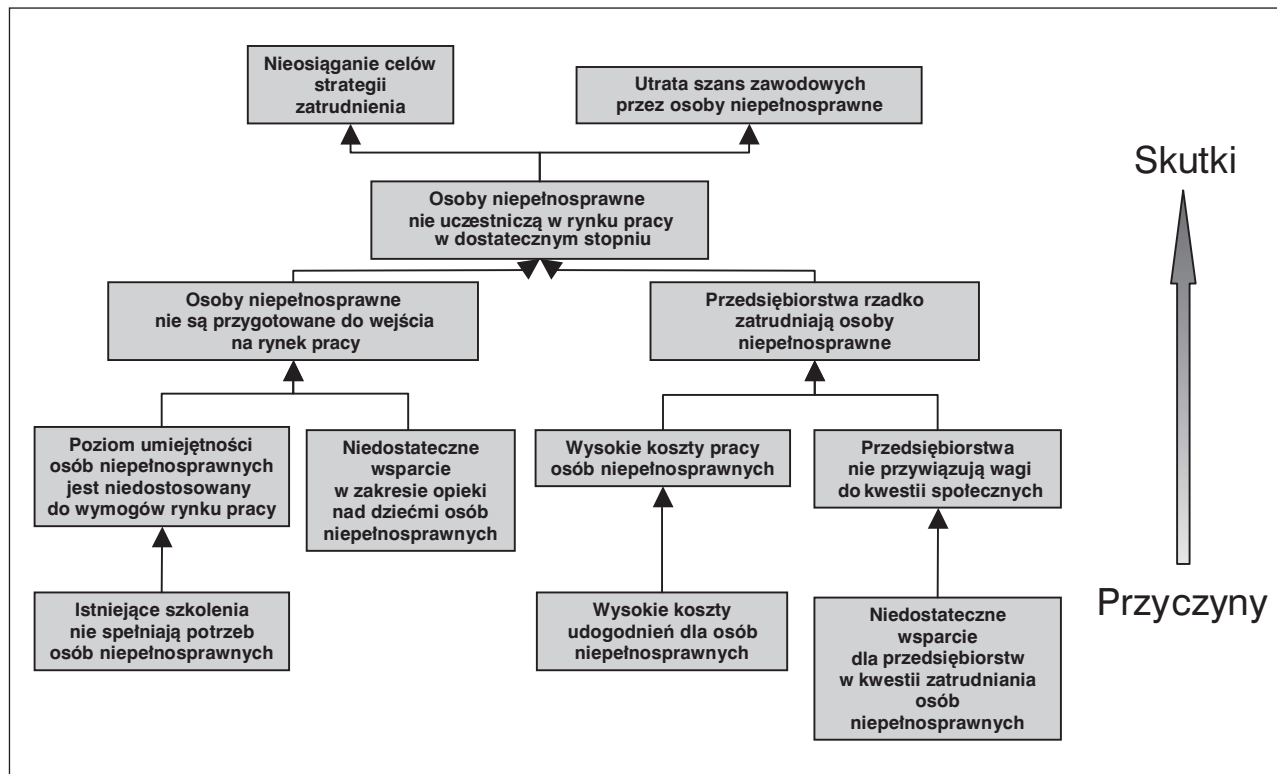 Nieosiąganie celów
strategii
zatrudnienia
Utrata szans zawodowych
przez osoby niepełnosprawne
Skutki
Osoby niepełnosprawne
nie uczestniczą w rynku pracy
w dostatecznym stopniu
Osoby niepełnosprawne
nie są przygotowane do wejścia
na rynek pracy
Przedsiębiorstwa rzadko
zatrudniają osoby
niepełnosprawne
Poziom umiejętności
osób niepełnosprawnych
jest niedostosowany
do wymogów rynku pracy
Niedostateczne
wsparcie
w zakresie opieki
nad dziećmi osób
niepełnosprawnych
Wysokie koszty pracy
osób niepełnosprawnych
Przedsiębiorstwa
nie przywiązują wagi
do kwestii społecznych
Istniejące szkolenia
nie spełniają potrzeb
osób niepełnosprawnych
Wysokie koszty
udogodnień dla osób
niepełnosprawnych
Niedostateczne
wsparcie
dla przedsiębiorstw
w kwestii zatrudniania
osób
niepełnosprawnych
Przyczyny